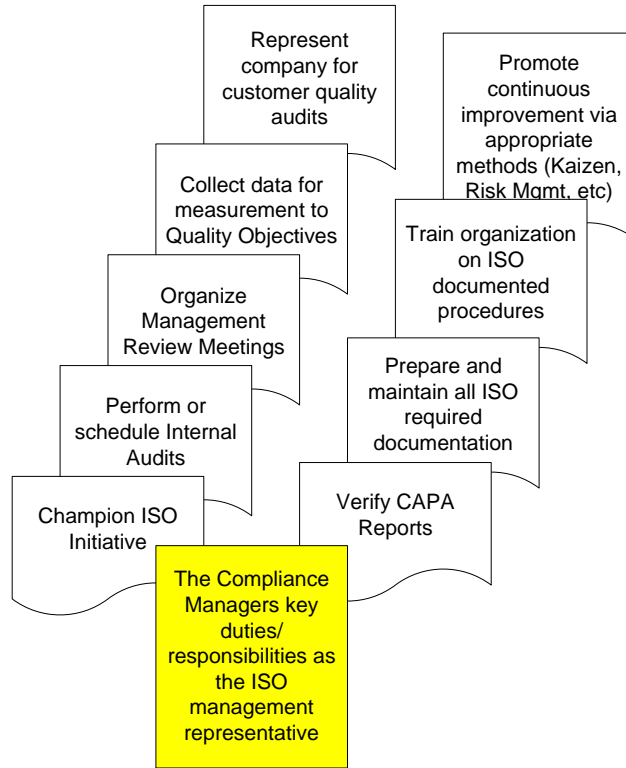 Represent
company for
customer quality
audits
Collect data for
measurement to
Quality Objectives
Organize
Management
Review Meetings
Perform or
schedule Internal
Audits
Champion ISO
Initiative
Promote
continuous
improvement via
appropriate
methods (Kaizen,
Risk Mgmt, etc)
Train organization
on ISO
documented
procedures
Prepare and
maintain all ISO
required
documentation
Verify CAPA
Reports
The Compliance
Managers key
duties/
responsibilities as
the ISO
management
representative